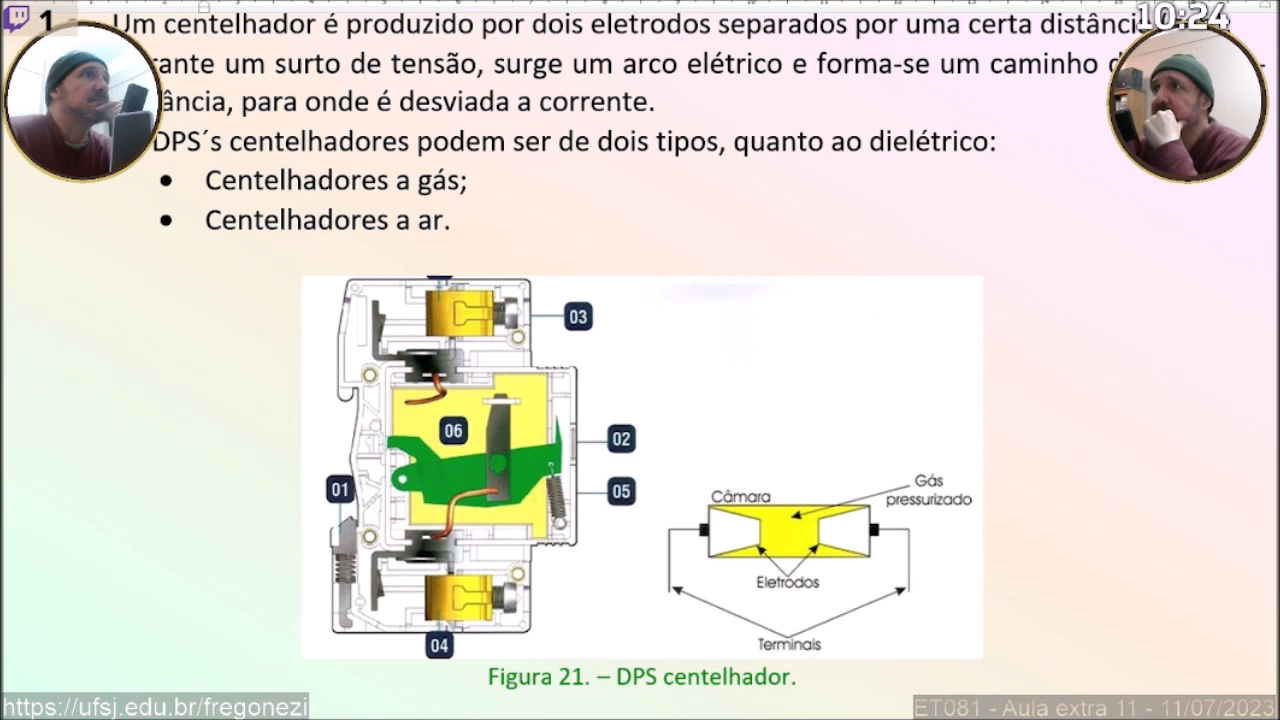 1
10:24
Um centelhador é produzido por dois eletrodos separados por uma certa
um surto de tensão, surge um arco elétrico e forma-se um caminho
para onde é desviada a corrente.
DPS´s centelhadores podem ser de dois tipos, quanto ao dielétrico:
• Centelhadores a gás;
• Centelhadores a ar.
03
06
02
01
05
04
Câmara
Gás
pressurizado
Eletrodos
Terminais
Figura 21. – DPS centelhador.
https://ufsj.edu.br/fregonezi
ET081 - Aula extra 11 - 11/07/2023